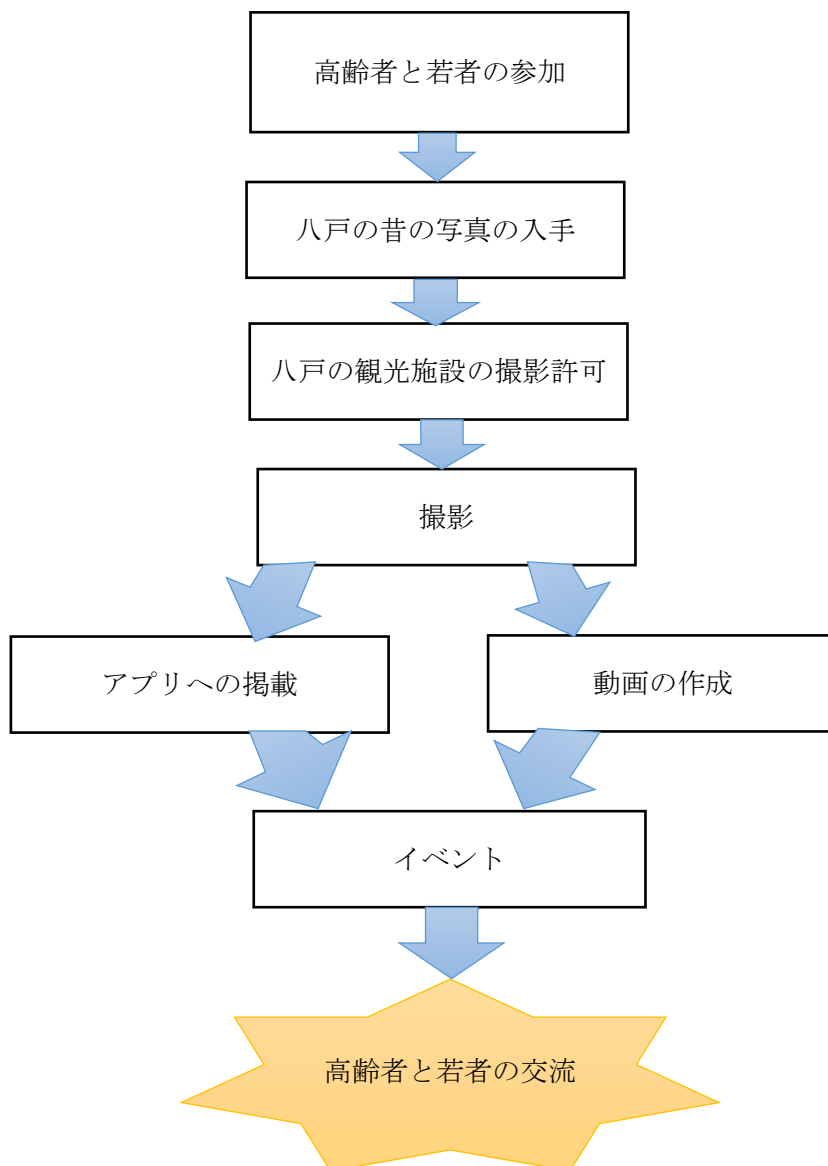 高齢者と若者の参加
八戸の昔の写真の入手
八戸の観光施設の撮影許可
撮影
アプリへの掲載
動画の作成
イベント
高齢者と若者の交流